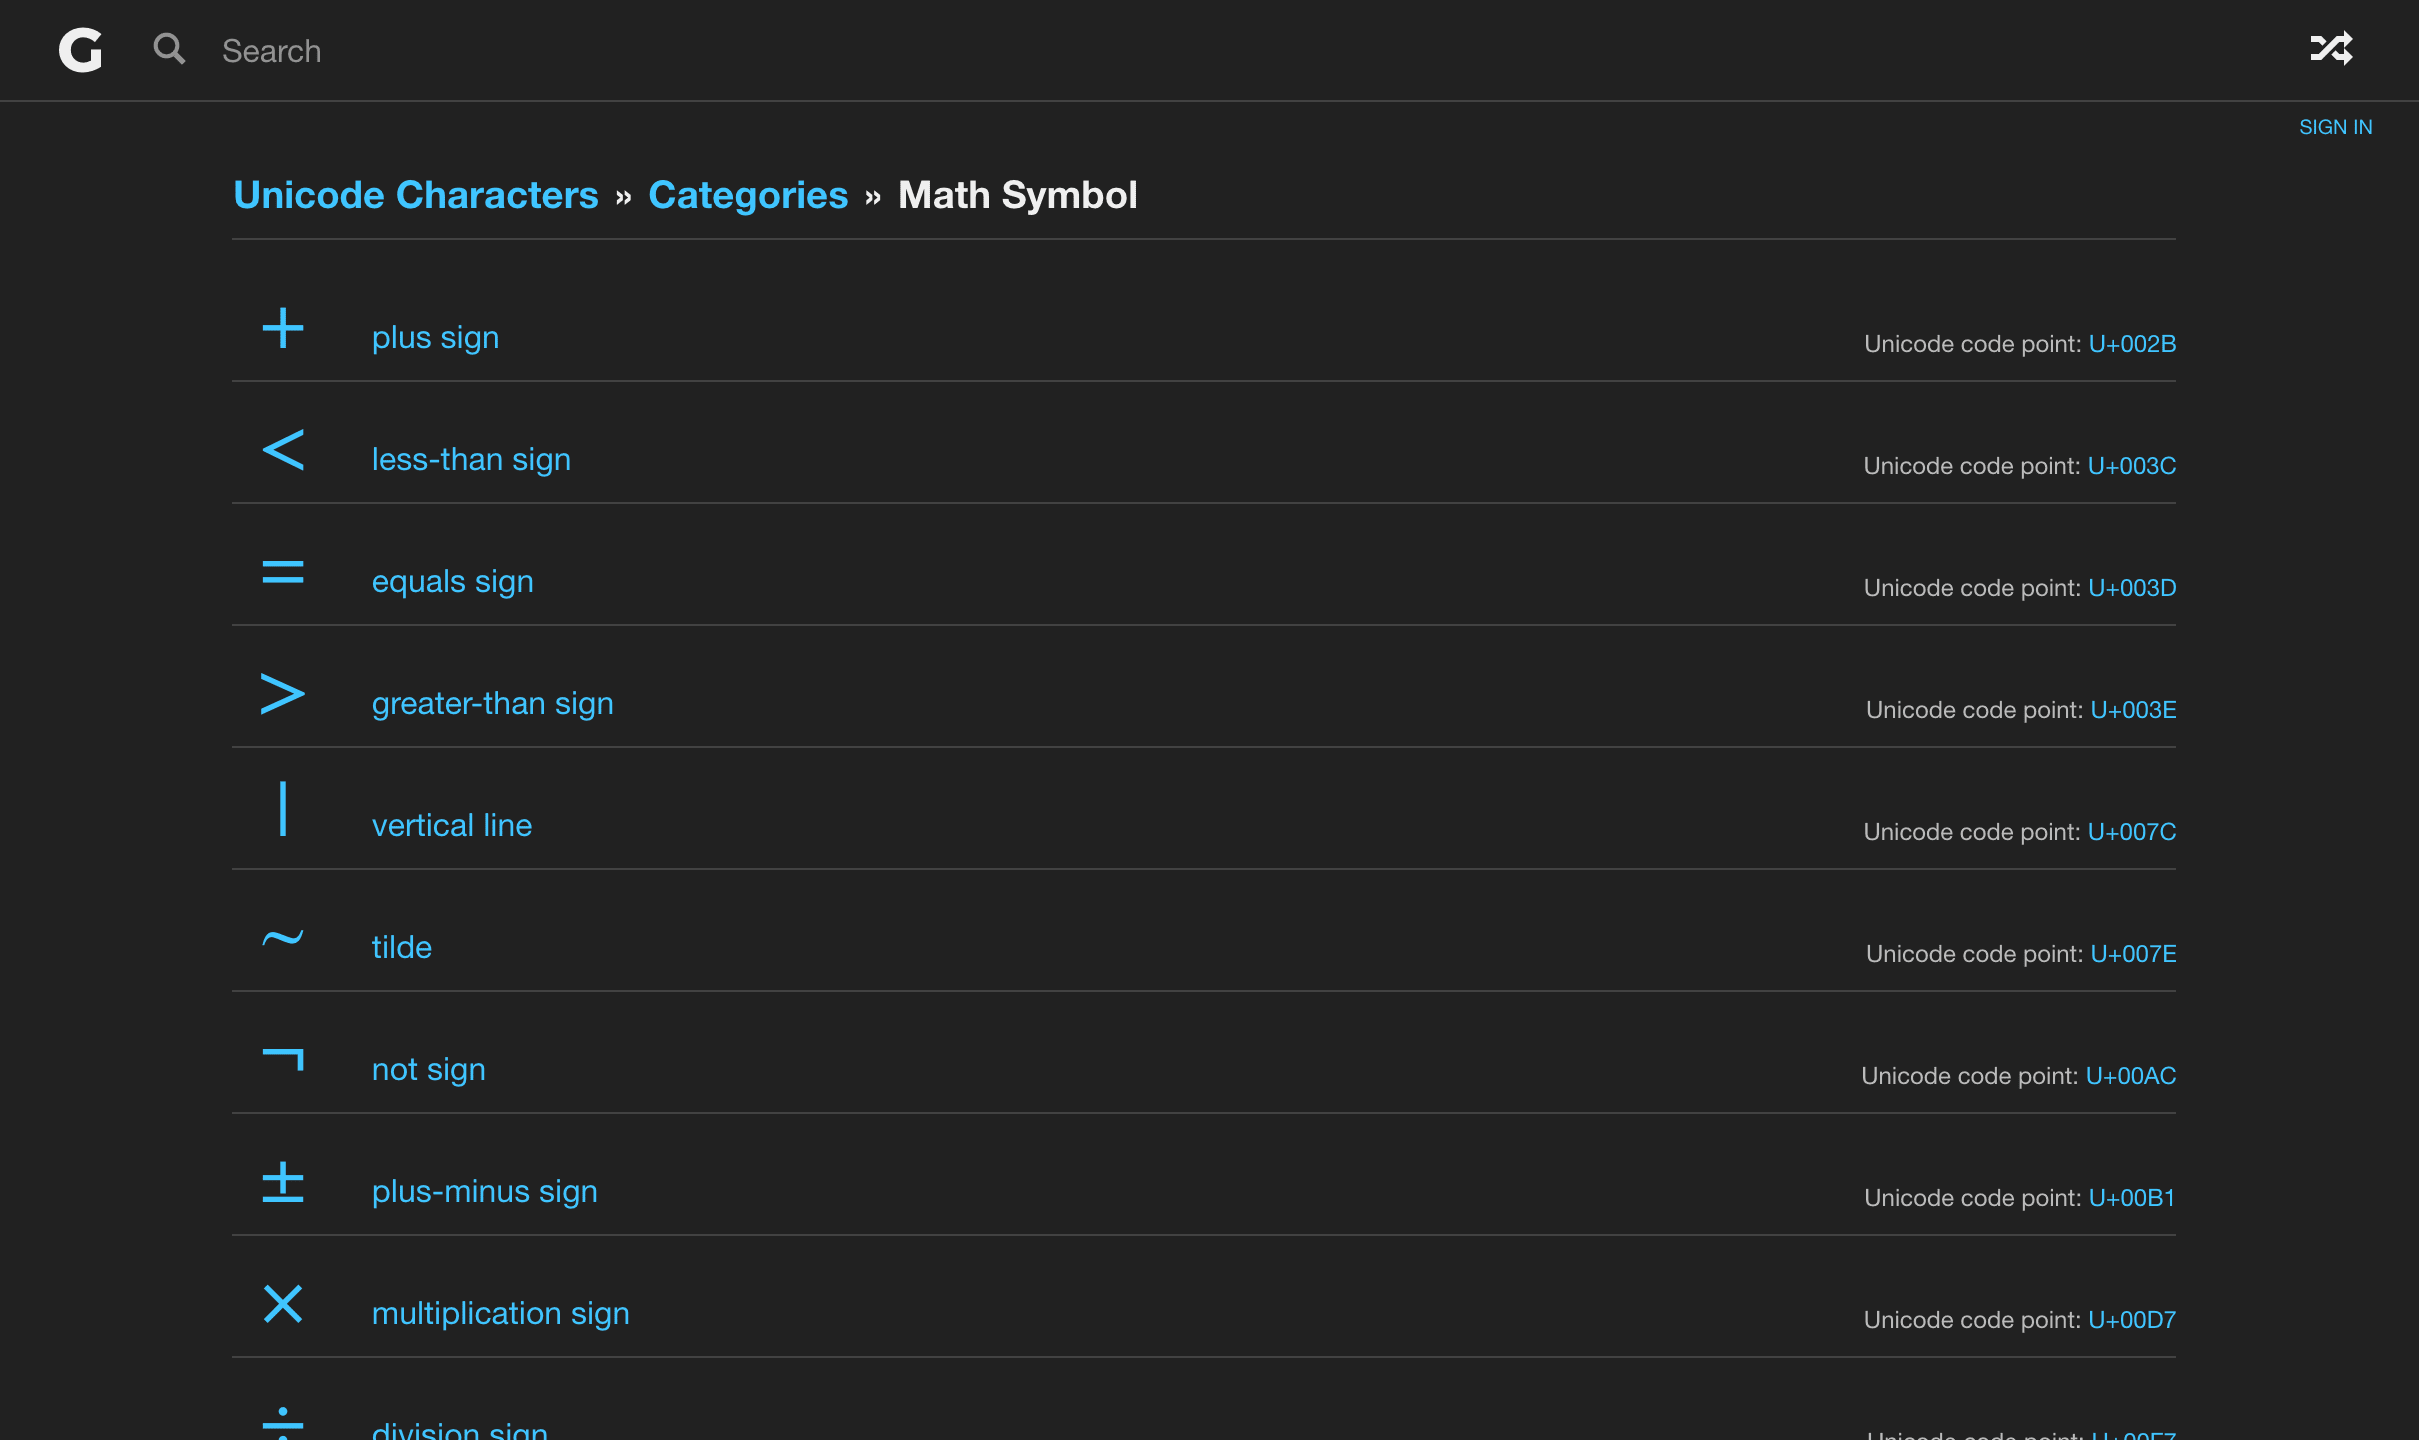 G Search
SIGN IN
Unicode Characters » Categories » Math Symbol
+ plus sign Unicode code point: U+002B
< less-than sign Unicode code point: U+003C
= equals sign Unicode code point: U+003D
> greater-than sign Unicode code point: U+003E
| vertical line Unicode code point: U+007C
~ tilde Unicode code point: U+007E
¬ not sign Unicode code point: U+00AC
± plus-minus sign Unicode code point: U+00B1
× multiplication sign Unicode code point: U+00D7
÷ division sign Unicode code point: U+00F7